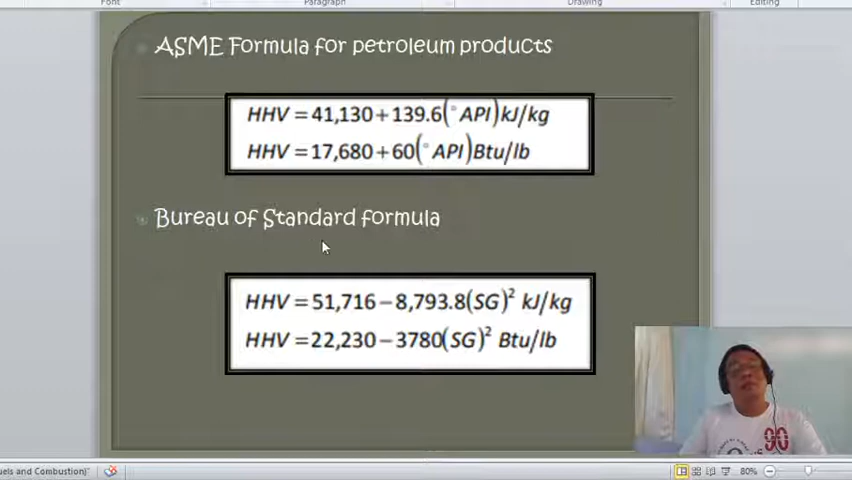 Font
Paragraph
Drawing
Editing
ASME Formula for petroleum products
HHV = 41,130 + 139.6(°API) kJ/kg
HHV = 17,680 + 60(°API) Btu/lb
Bureau of Standard formula
HHV = 51,716 − 8,793.8(SG)² kJ/kg
HHV = 22,230 − 3780(SG)² Btu/lb
90
uels and Combustion)"
80%